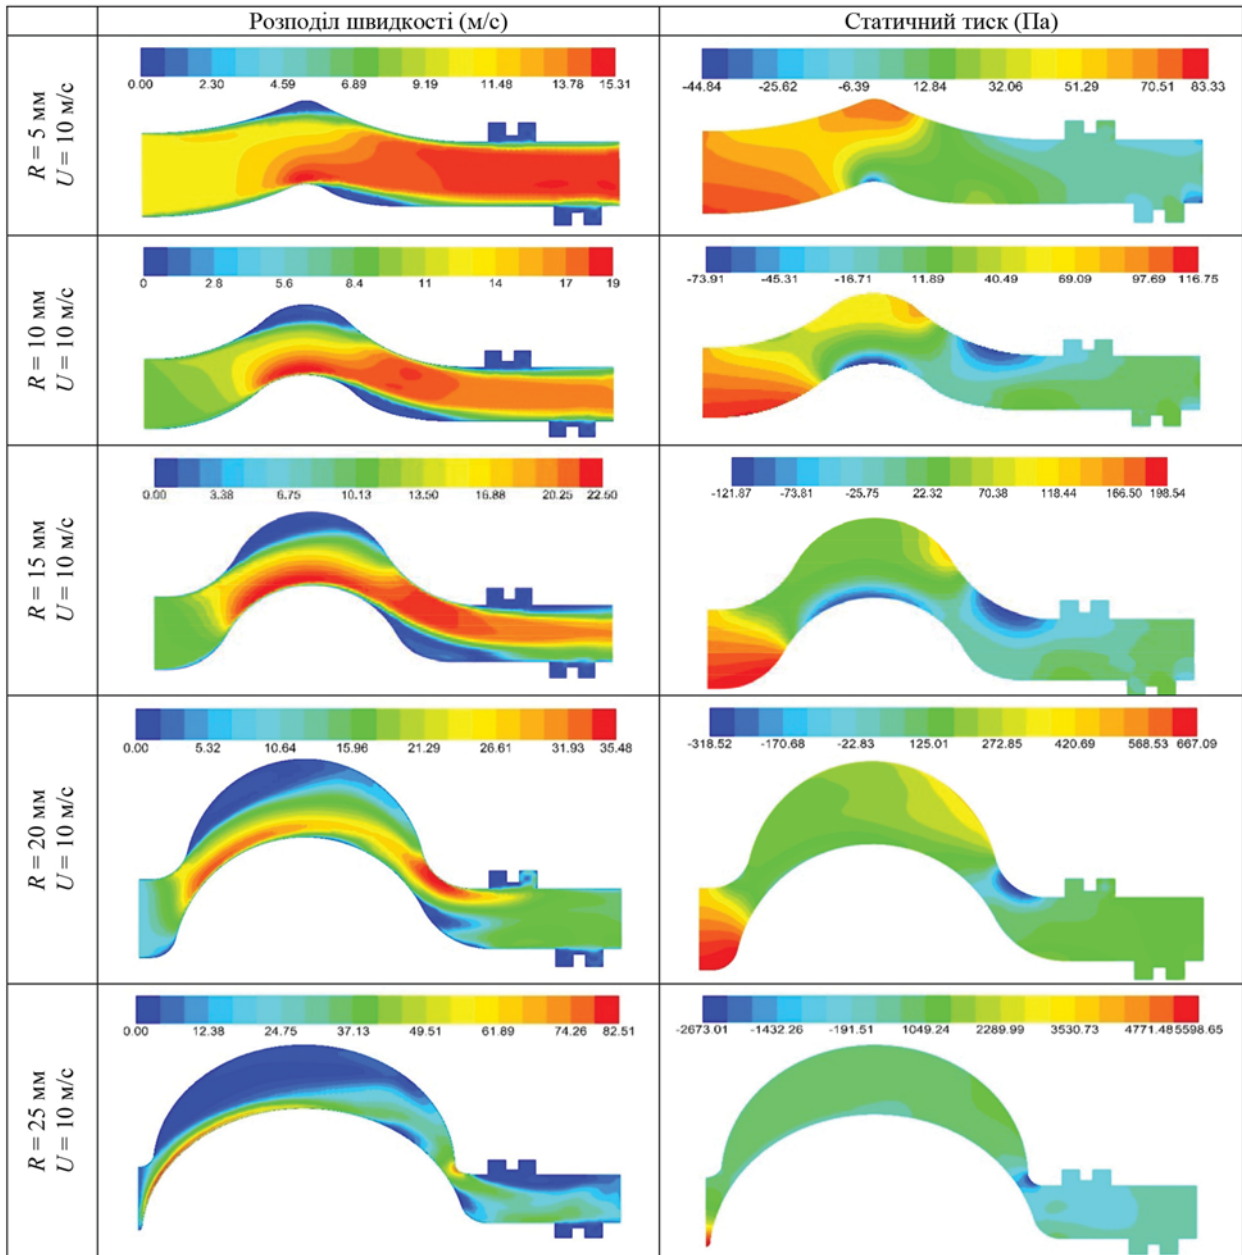 Розподіл швидкості (м/с)
Статичний тиск (Па)
R = 5 мм
U = 10 м/с
0.00 2.30 4.59 6.89 9.19 11.48 13.78 15.31
-44.84 -25.62 -6.39 12.84 32.06 51.29 70.51 83.33
R = 10 мм
U = 10 м/с
0 2.8 5.6 8.4 11 14 17 19
-73.91 -45.31 -16.71 11.89 40.49 69.09 97.69 116.75
R = 15 мм
U = 10 м/с
0.00 3.38 6.75 10.13 13.50 16.88 20.25 22.50
-121.87 -73.81 -25.75 22.32 70.38 118.44 166.50 198.54
R = 20 мм
U = 10 м/с
0.00 5.32 10.64 15.96 21.29 26.61 31.93 35.48
-318.52 -170.68 -22.83 125.01 272.85 420.69 568.53 667.09
R = 25 мм
U = 10 м/с
0.00 12.38 24.75 37.13 49.51 61.89 74.26 82.51
-2673.01 -1432.26 -191.51 1049.24 2289.99 3530.73 4771.48 5598.65